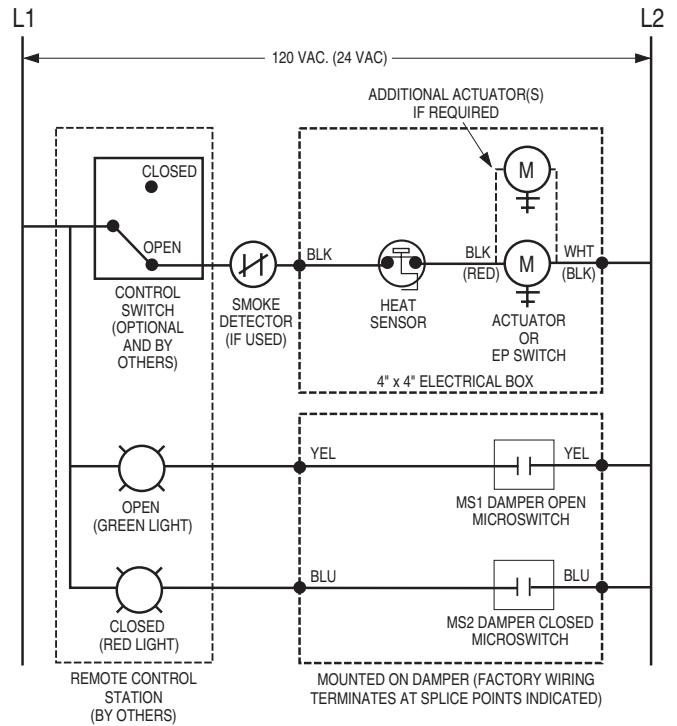 L1
L2
120 VAC. (24 VAC)
ADDITIONAL ACTUATOR(S)
IF REQUIRED
CLOSED
OPEN
CONTROL
SWITCH
(OPTIONAL
AND BY
OTHERS)
SMOKE
DETECTOR
(IF USED)
BLK
HEAT
SENSOR
BLK
(RED)
M
M
WHT
(BLK)
ACTUATOR
OR
EP SWITCH
4" x 4" ELECTRICAL BOX
OPEN
(GREEN LIGHT)
YEL
YEL
MS1 DAMPER OPEN
MICROSWITCH
CLOSED
(RED LIGHT)
BLU
BLU
MS2 DAMPER CLOSED
MICROSWITCH
REMOTE CONTROL
STATION
(BY OTHERS)
MOUNTED ON DAMPER (FACTORY WIRING
TERMINATES AT SPLICE POINTS INDICATED)